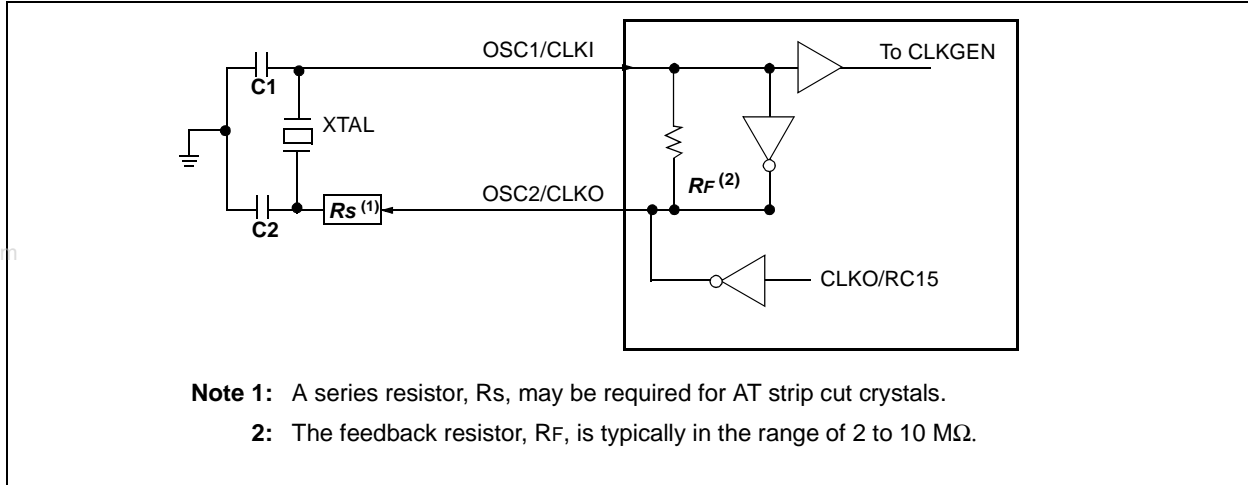 OSC1/CLKI
To CLKGEN
C1
XTAL
RF (2)
OSC2/CLKO
Rs (1)
C2
m
CLKO/RC15
Note 1: A series resistor, Rs, may be required for AT strip cut crystals.
2: The feedback resistor, RF, is typically in the range of 2 to 10 MΩ.